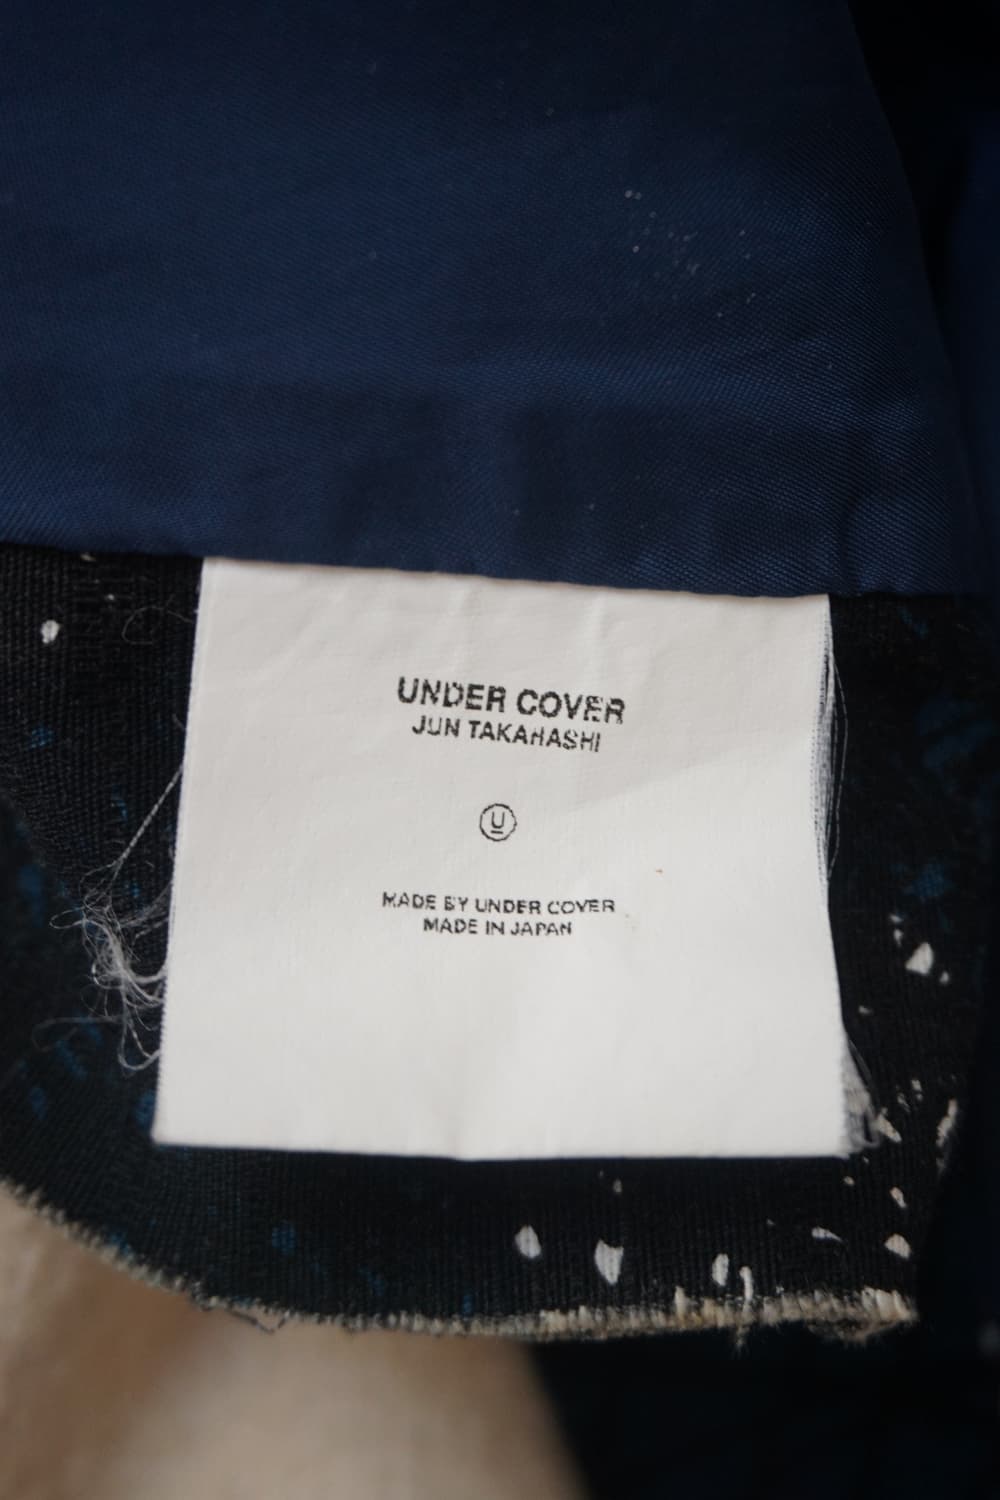 UNDER COVER
JUN TAKAHASHI
U
MADE BY UNDER COVER
MADE IN JAPAN